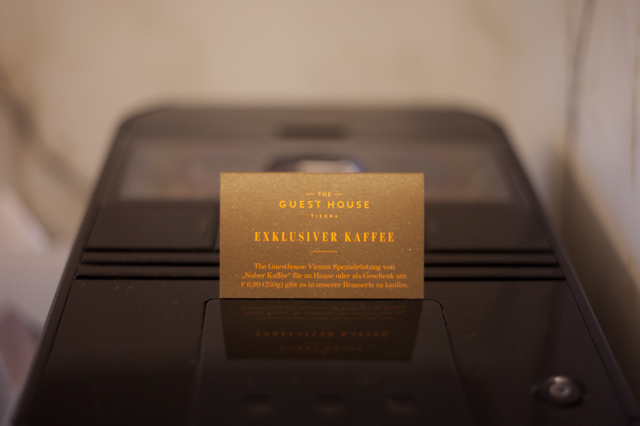 THE
GUEST HOUSE
VIENNA
EXKLUSIVER KAFFEE
The Guesthouse Vienna Spezialröstung von
„Naber Kaffee" für zu Hause oder als Geschenk um
€ 6,90 (250g) gibt es in unserer Brasserie zu kaufen.